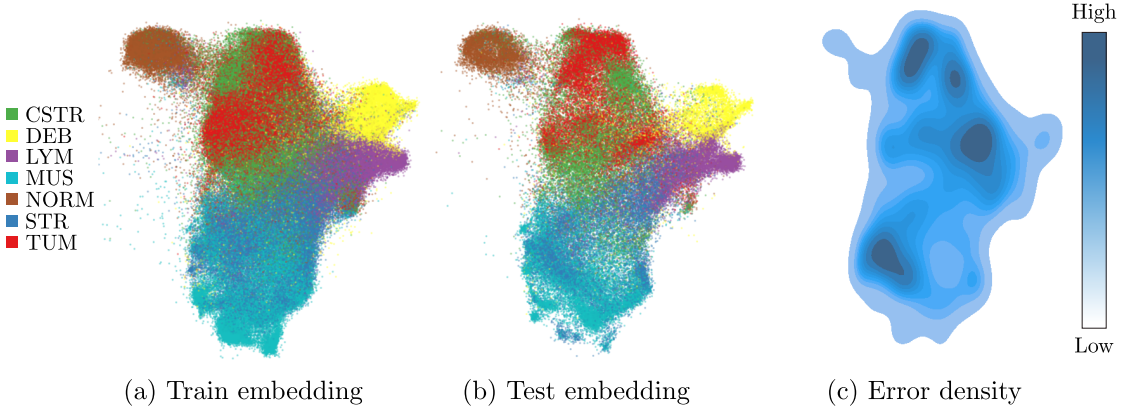 CSTR
DEB
LYM
MUS
NORM
STR
TUM
High
Low
(a) Train embedding
(b) Test embedding
(c) Error density